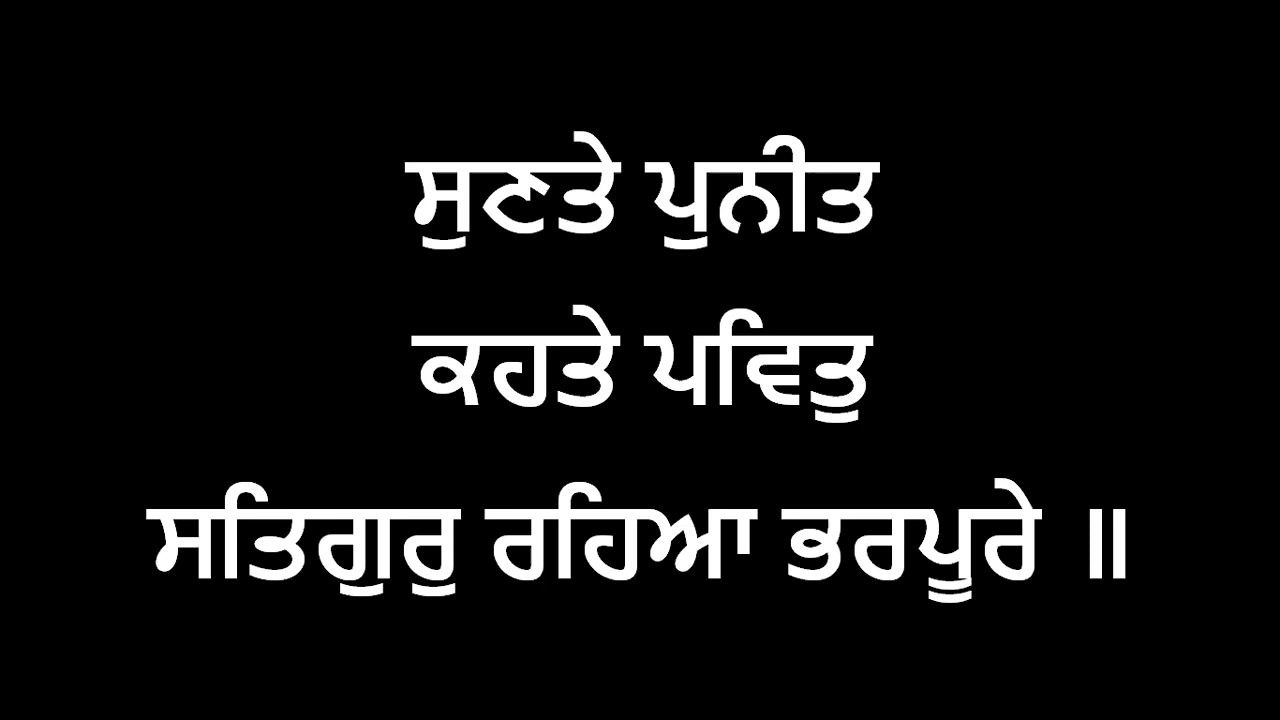 ਸੁਣਤੇ ਪੁਨੀਤ
ਕਹਤੇ ਪਵਿਤੁ
ਸਤਿਗੁਰੁ ਰਹਿਆ ਭਰਪੂਰੇ ॥